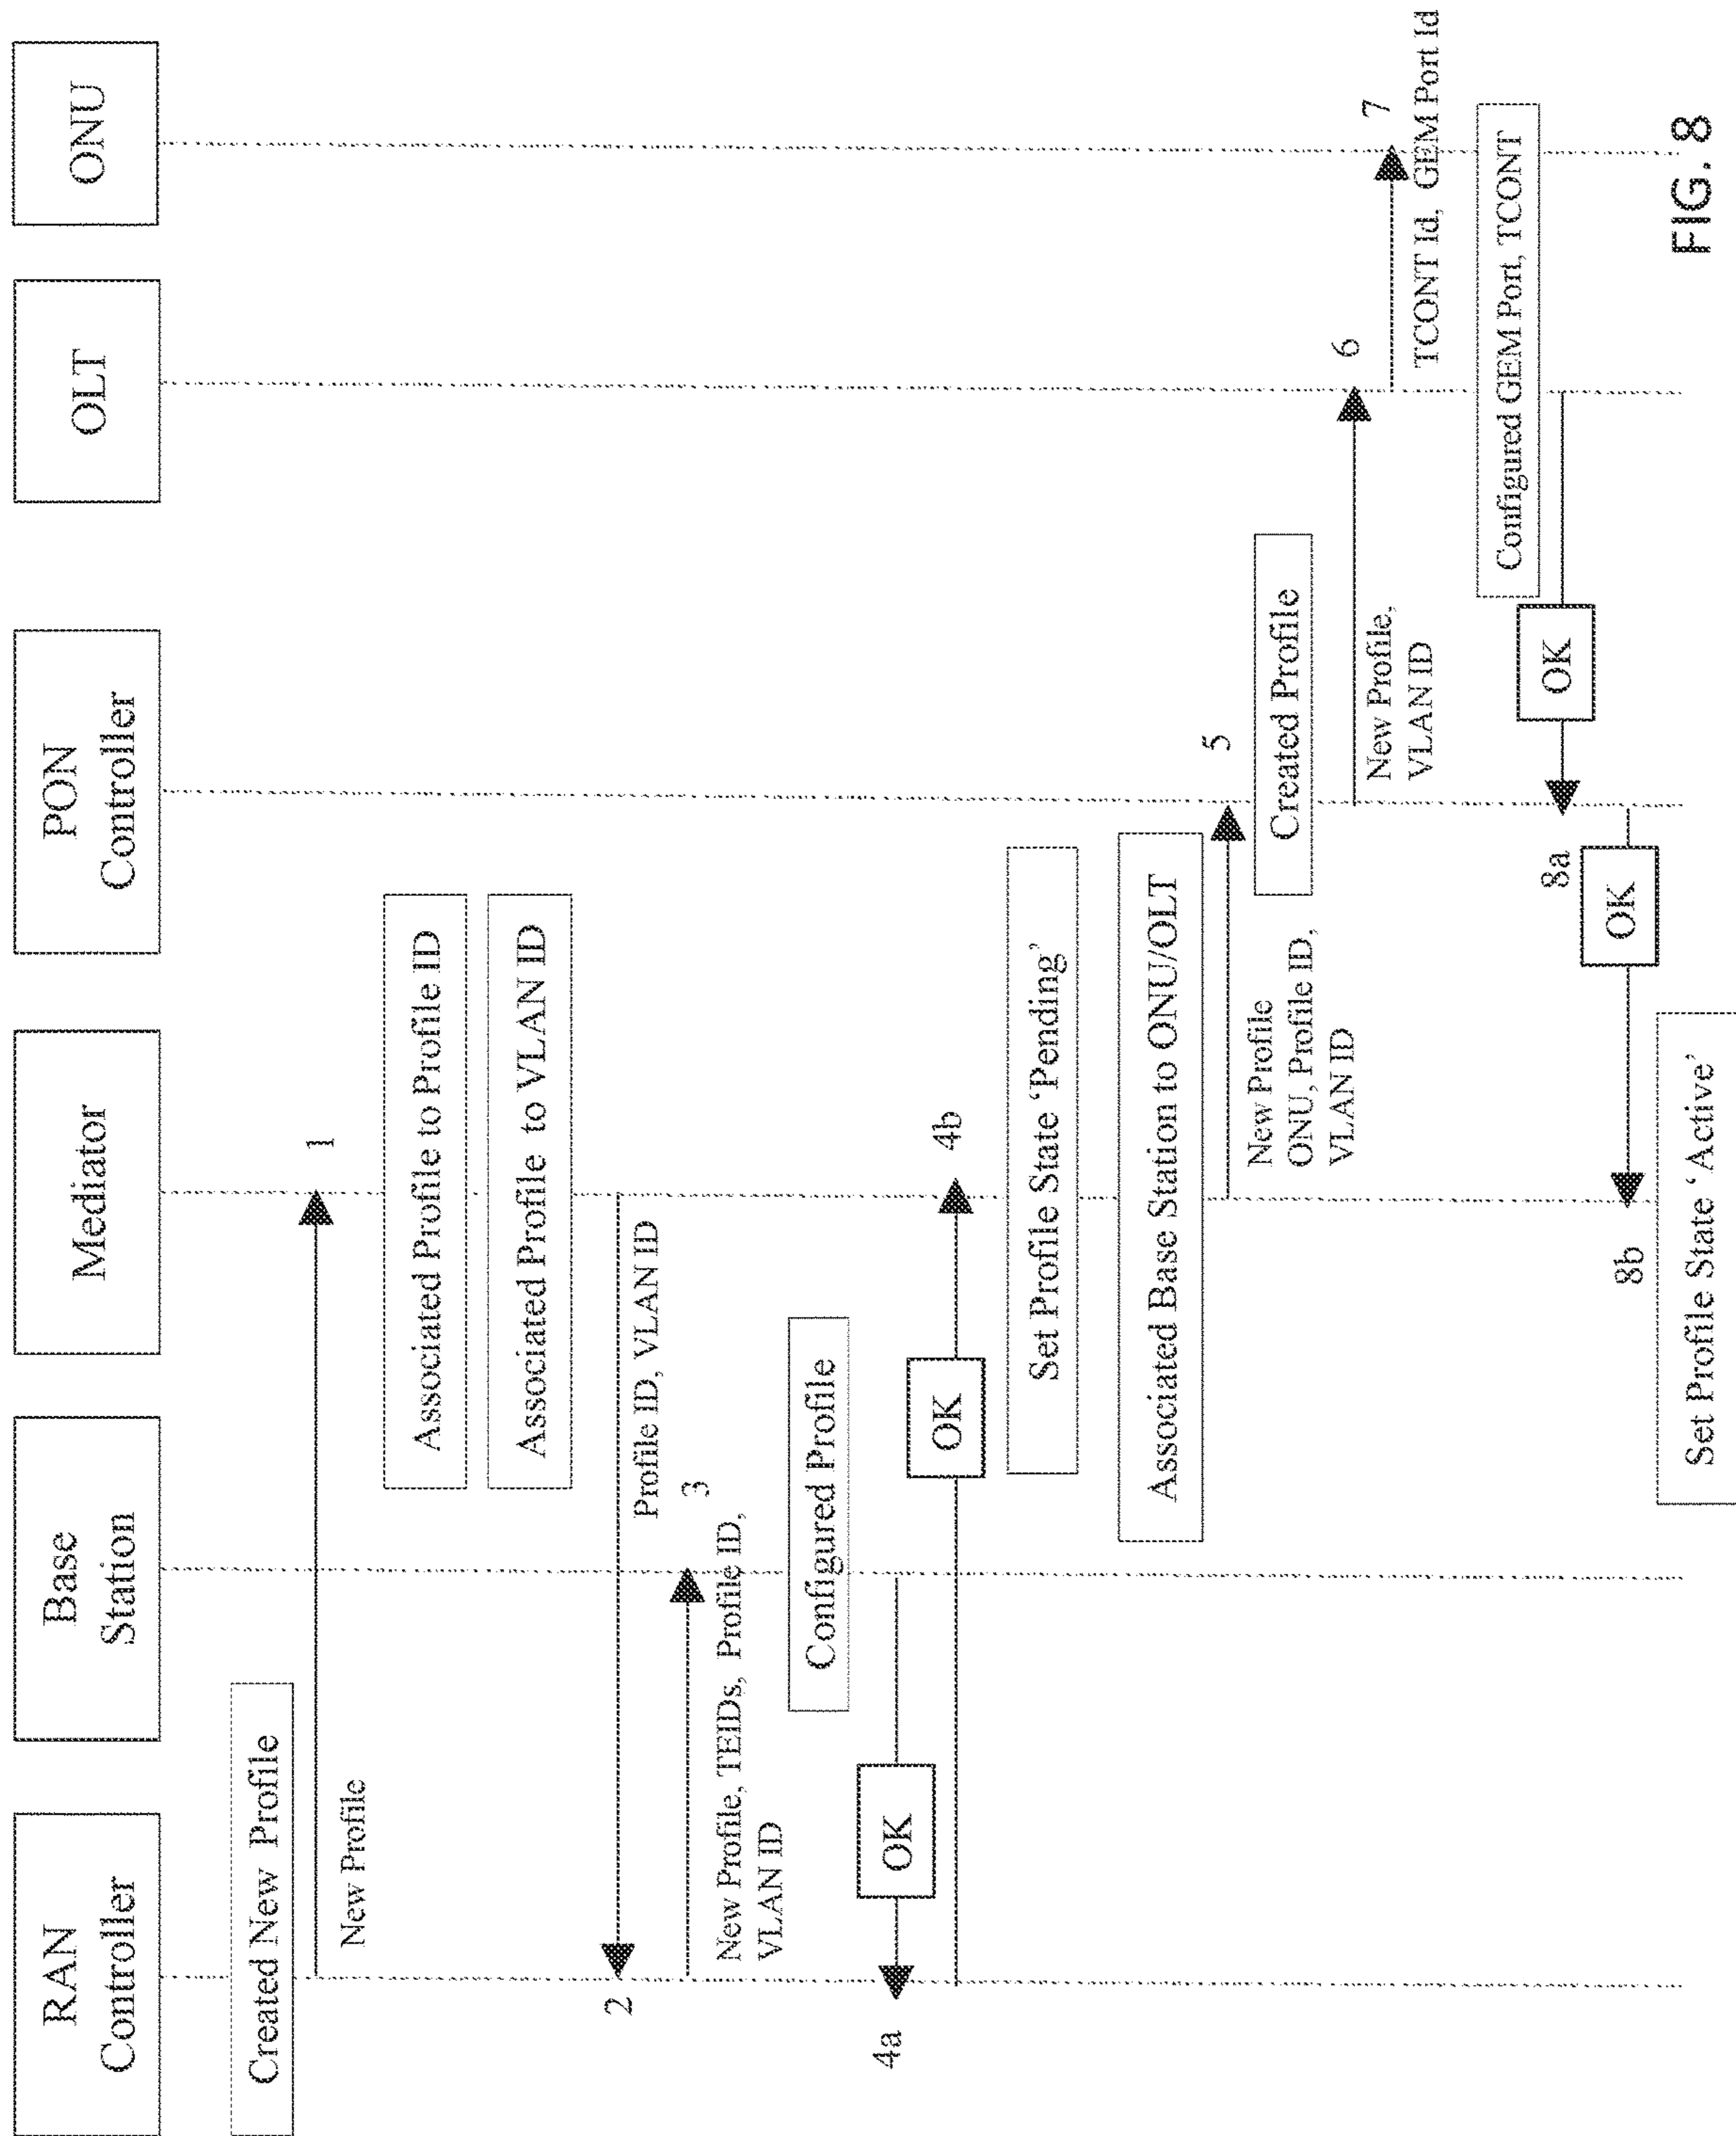 RAN
Controller
Base
Station
Mediator
PON
Controller
OLT
ONU
Created New Profile
1
New Profile
Associated Profile to Profile ID
Associated Profile to VLAN ID
2
Profile ID, VLAN ID
3
New Profile, TEIDs, Profile ID,
VLAN ID
Configured Profile
4a
OK
OK
4b
Set Profile State ‘Pending’
Associated Base Station to ONU/OLT
5
New Profile
ONU, Profile ID,
VLAN ID
Created Profile
6
New Profile,
VLAN ID
7
TCONT Id, GEM Port Id
Configured GEM Port, TCONT
OK
8a
OK
8b
Set Profile State ‘Active’
FIG. 8